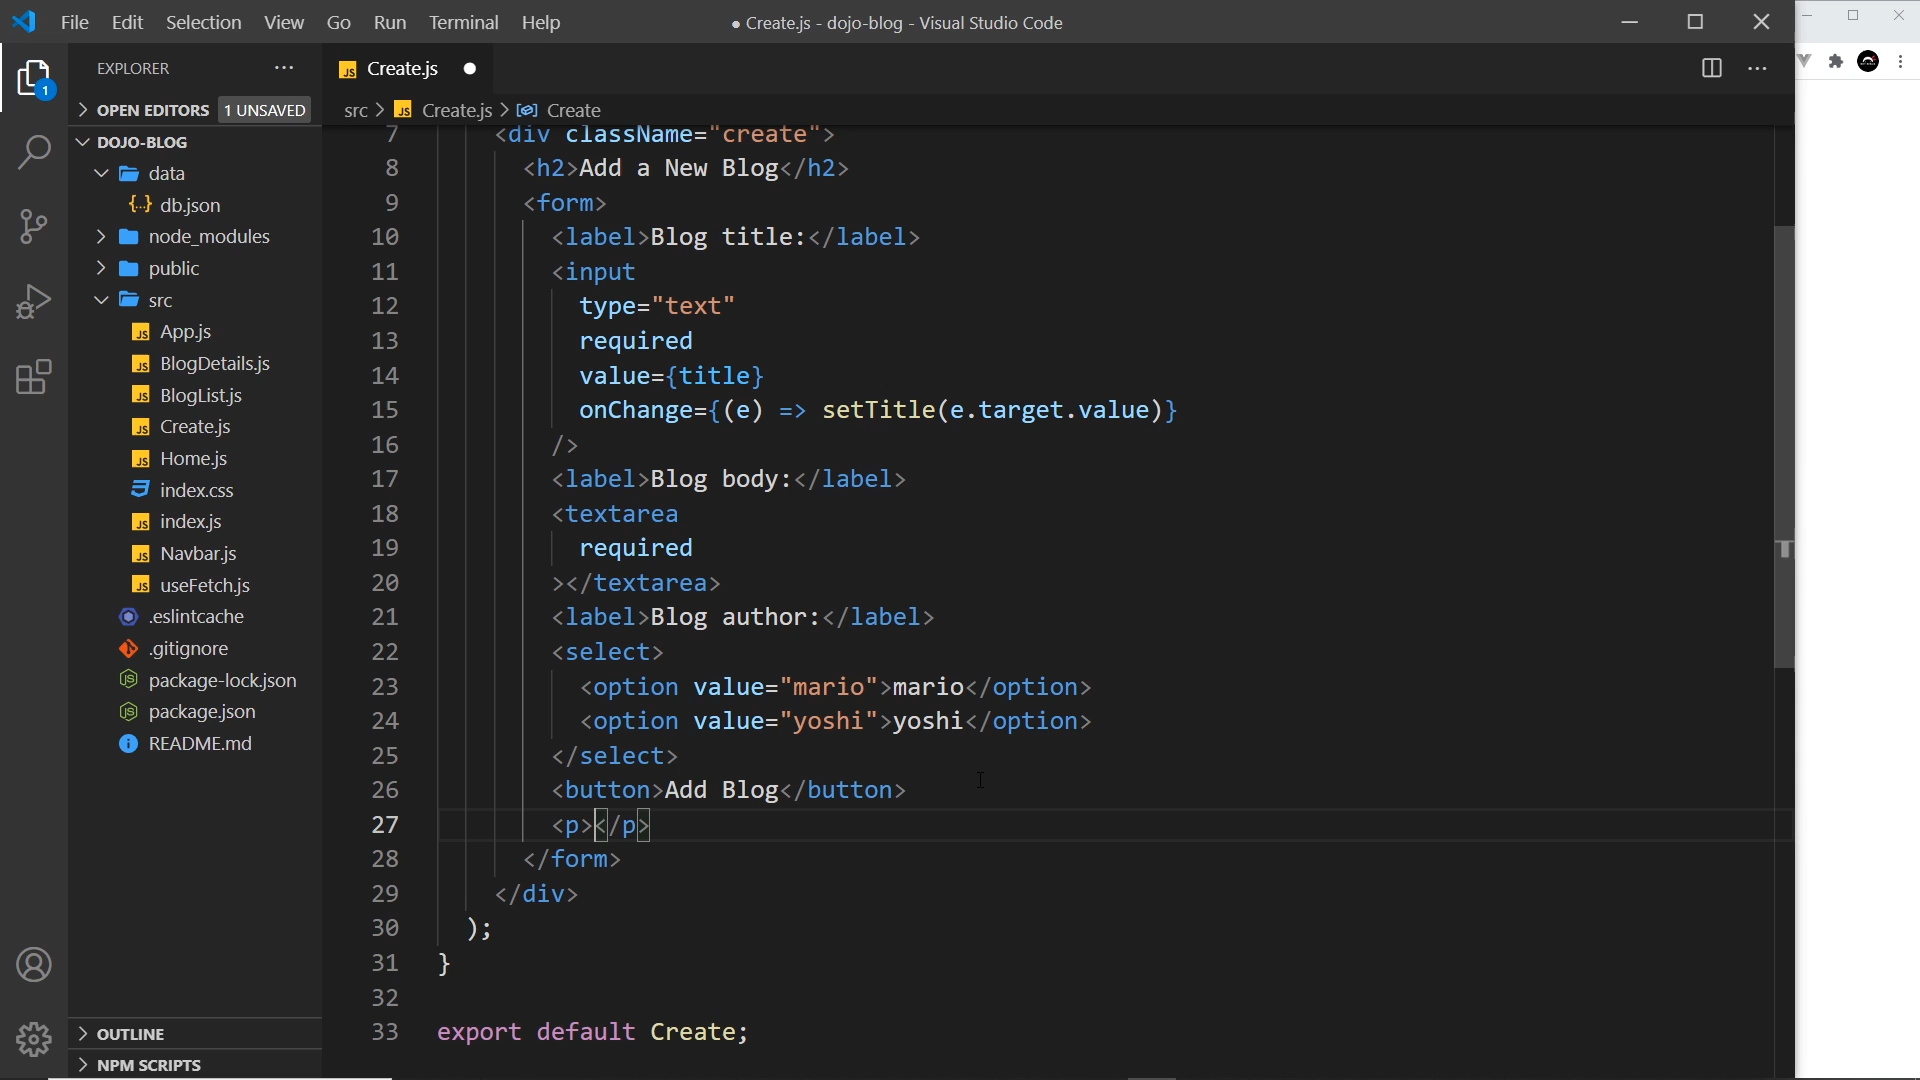 File Edit Selection View Go Run Terminal Help
● Create.js - dojo-blog - Visual Studio Code
EXPLORER
OPEN EDITORS 1 UNSAVED
DOJO-BLOG
data
db.json
node_modules
public
src
App.js
BlogDetails.js
BlogList.js
Create.js
Home.js
index.css
index.js
Navbar.js
useFetch.js
.eslintcache
.gitignore
package-lock.json
package.json
README.md
OUTLINE
NPM SCRIPTS
1
JS Create.js
src > JS Create.js > Create
7 <div className="create">
8 <h2>Add a New Blog</h2>
9 <form>
10 <label>Blog title:</label>
11 <input
12 type="text"
13 required
14 value={title}
15 onChange={(e) => setTitle(e.target.value)}
16 />
17 <label>Blog body:</label>
18 <textarea
19 required
20 ></textarea>
21 <label>Blog author:</label>
22 <select>
23 <option value="mario">mario</option>
24 <option value="yoshi">yoshi</option>
25 </select>
26 <button>Add Blog</button>
27 <p></p>
28 </form>
29 </div>
30 );
31 }
32
33 export default Create;